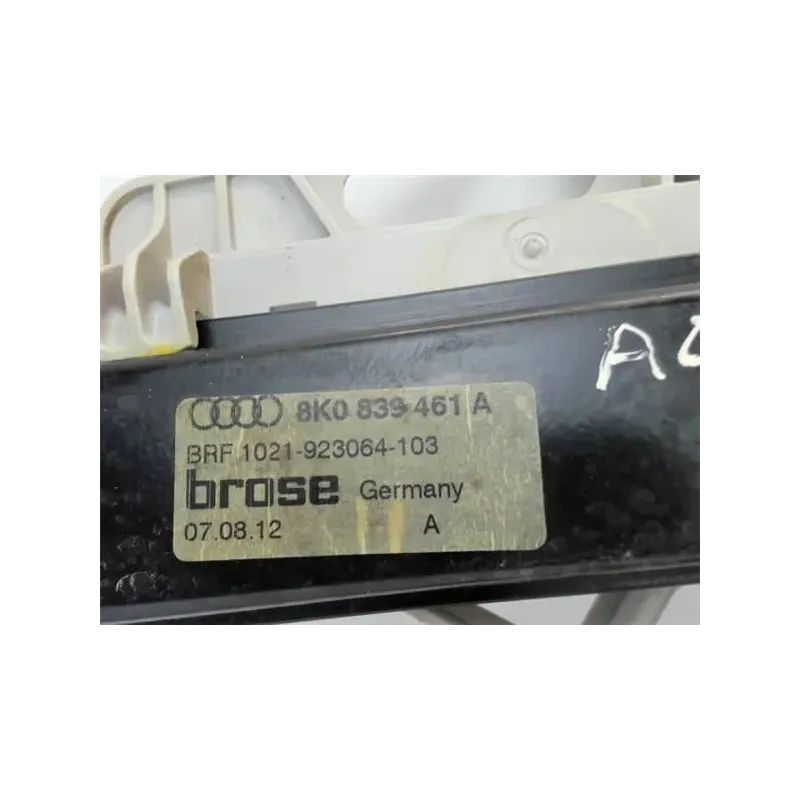 8K0 839 461 A
BRF 1021-923064-103
brose Germany
07.08.12 A